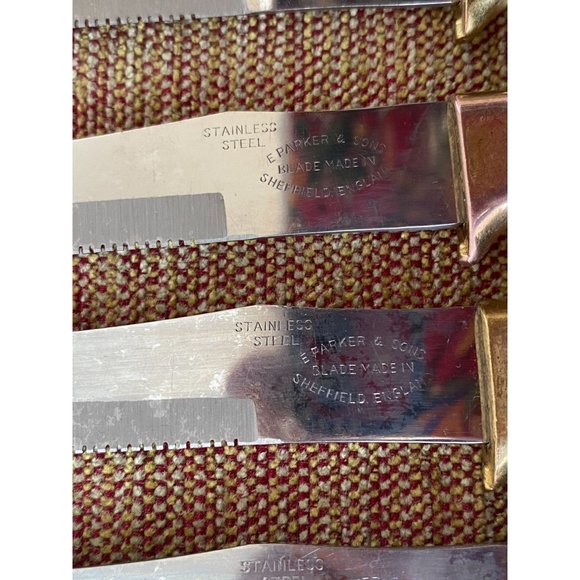 STAINLESS
STEEL
E PARKER & SONS
BLADE MADE IN
SHEFFIELD, ENGLAND
STAINLESS
STEEL
E PARKER & SONS
BLADE MADE IN
SHEFFIELD, ENGLAND
STAINLESS
STEEL